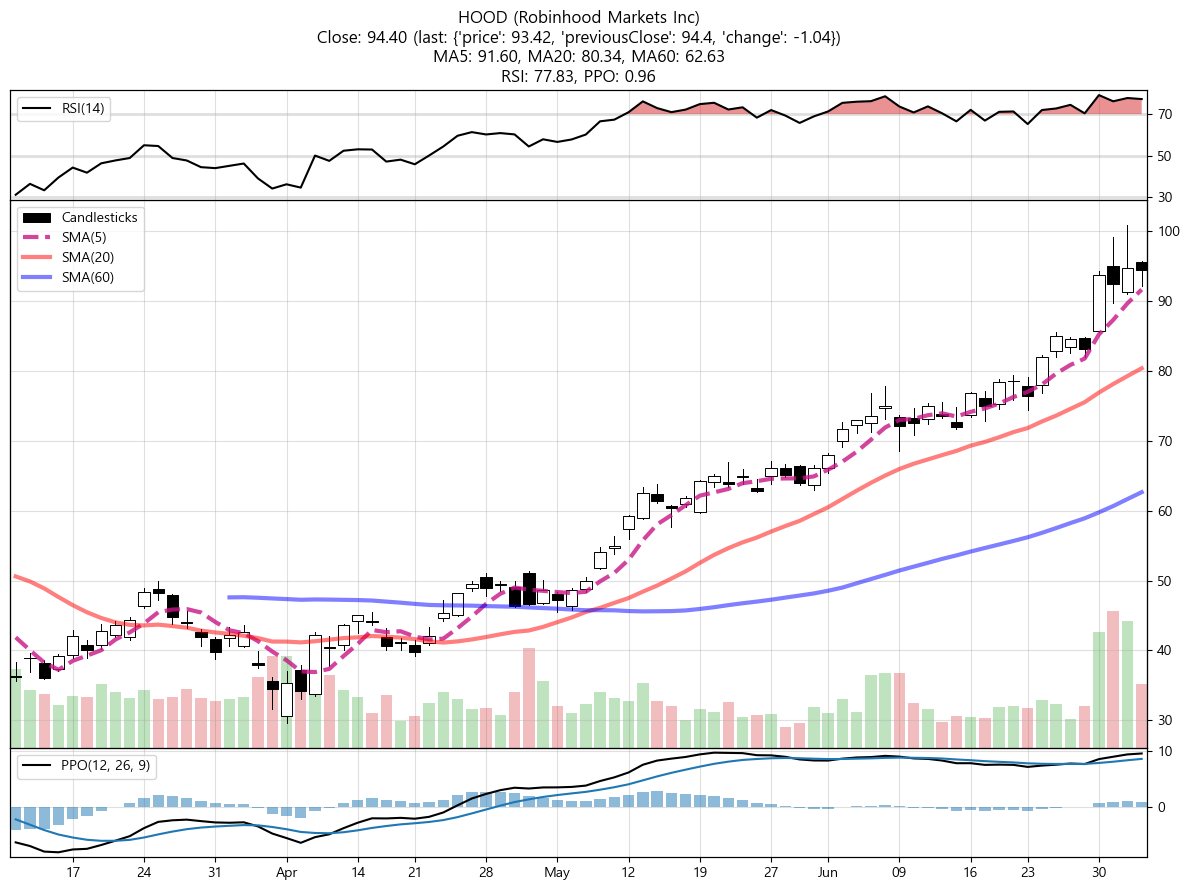 HOOD (Robinhood Markets Inc)
Close: 94.40 (last: {'price': 93.42, 'previousClose': 94.4, 'change': -1.04})
MA5: 91.60, MA20: 80.34, MA60: 62.63
RSI: 77.83, PPO: 0.96
RSI(14)
70
50
30
Candlesticks
SMA(5)
SMA(20)
SMA(60)
100
90
80
70
60
50
40
30
PPO(12, 26, 9)
10
0
17 24 31 Apr 14 21 28 May 12 19 27 Jun 09 16 23 30